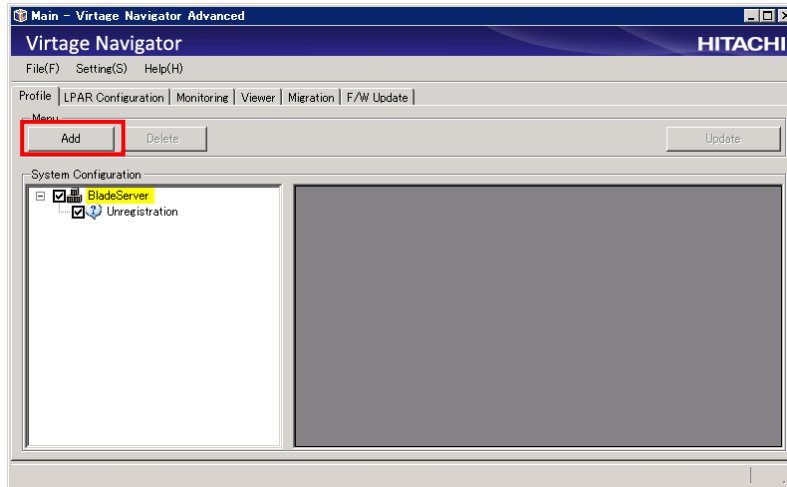 Main - Virtage Navigator Advanced
Virtage Navigator HITACHI
File(F) Setting(S) Help(H)
Profile LPAR Configuration Monitoring Viewer Migration F/W Update
Menu
Add Delete Update
System Configuration
BladeServer
Unregistration